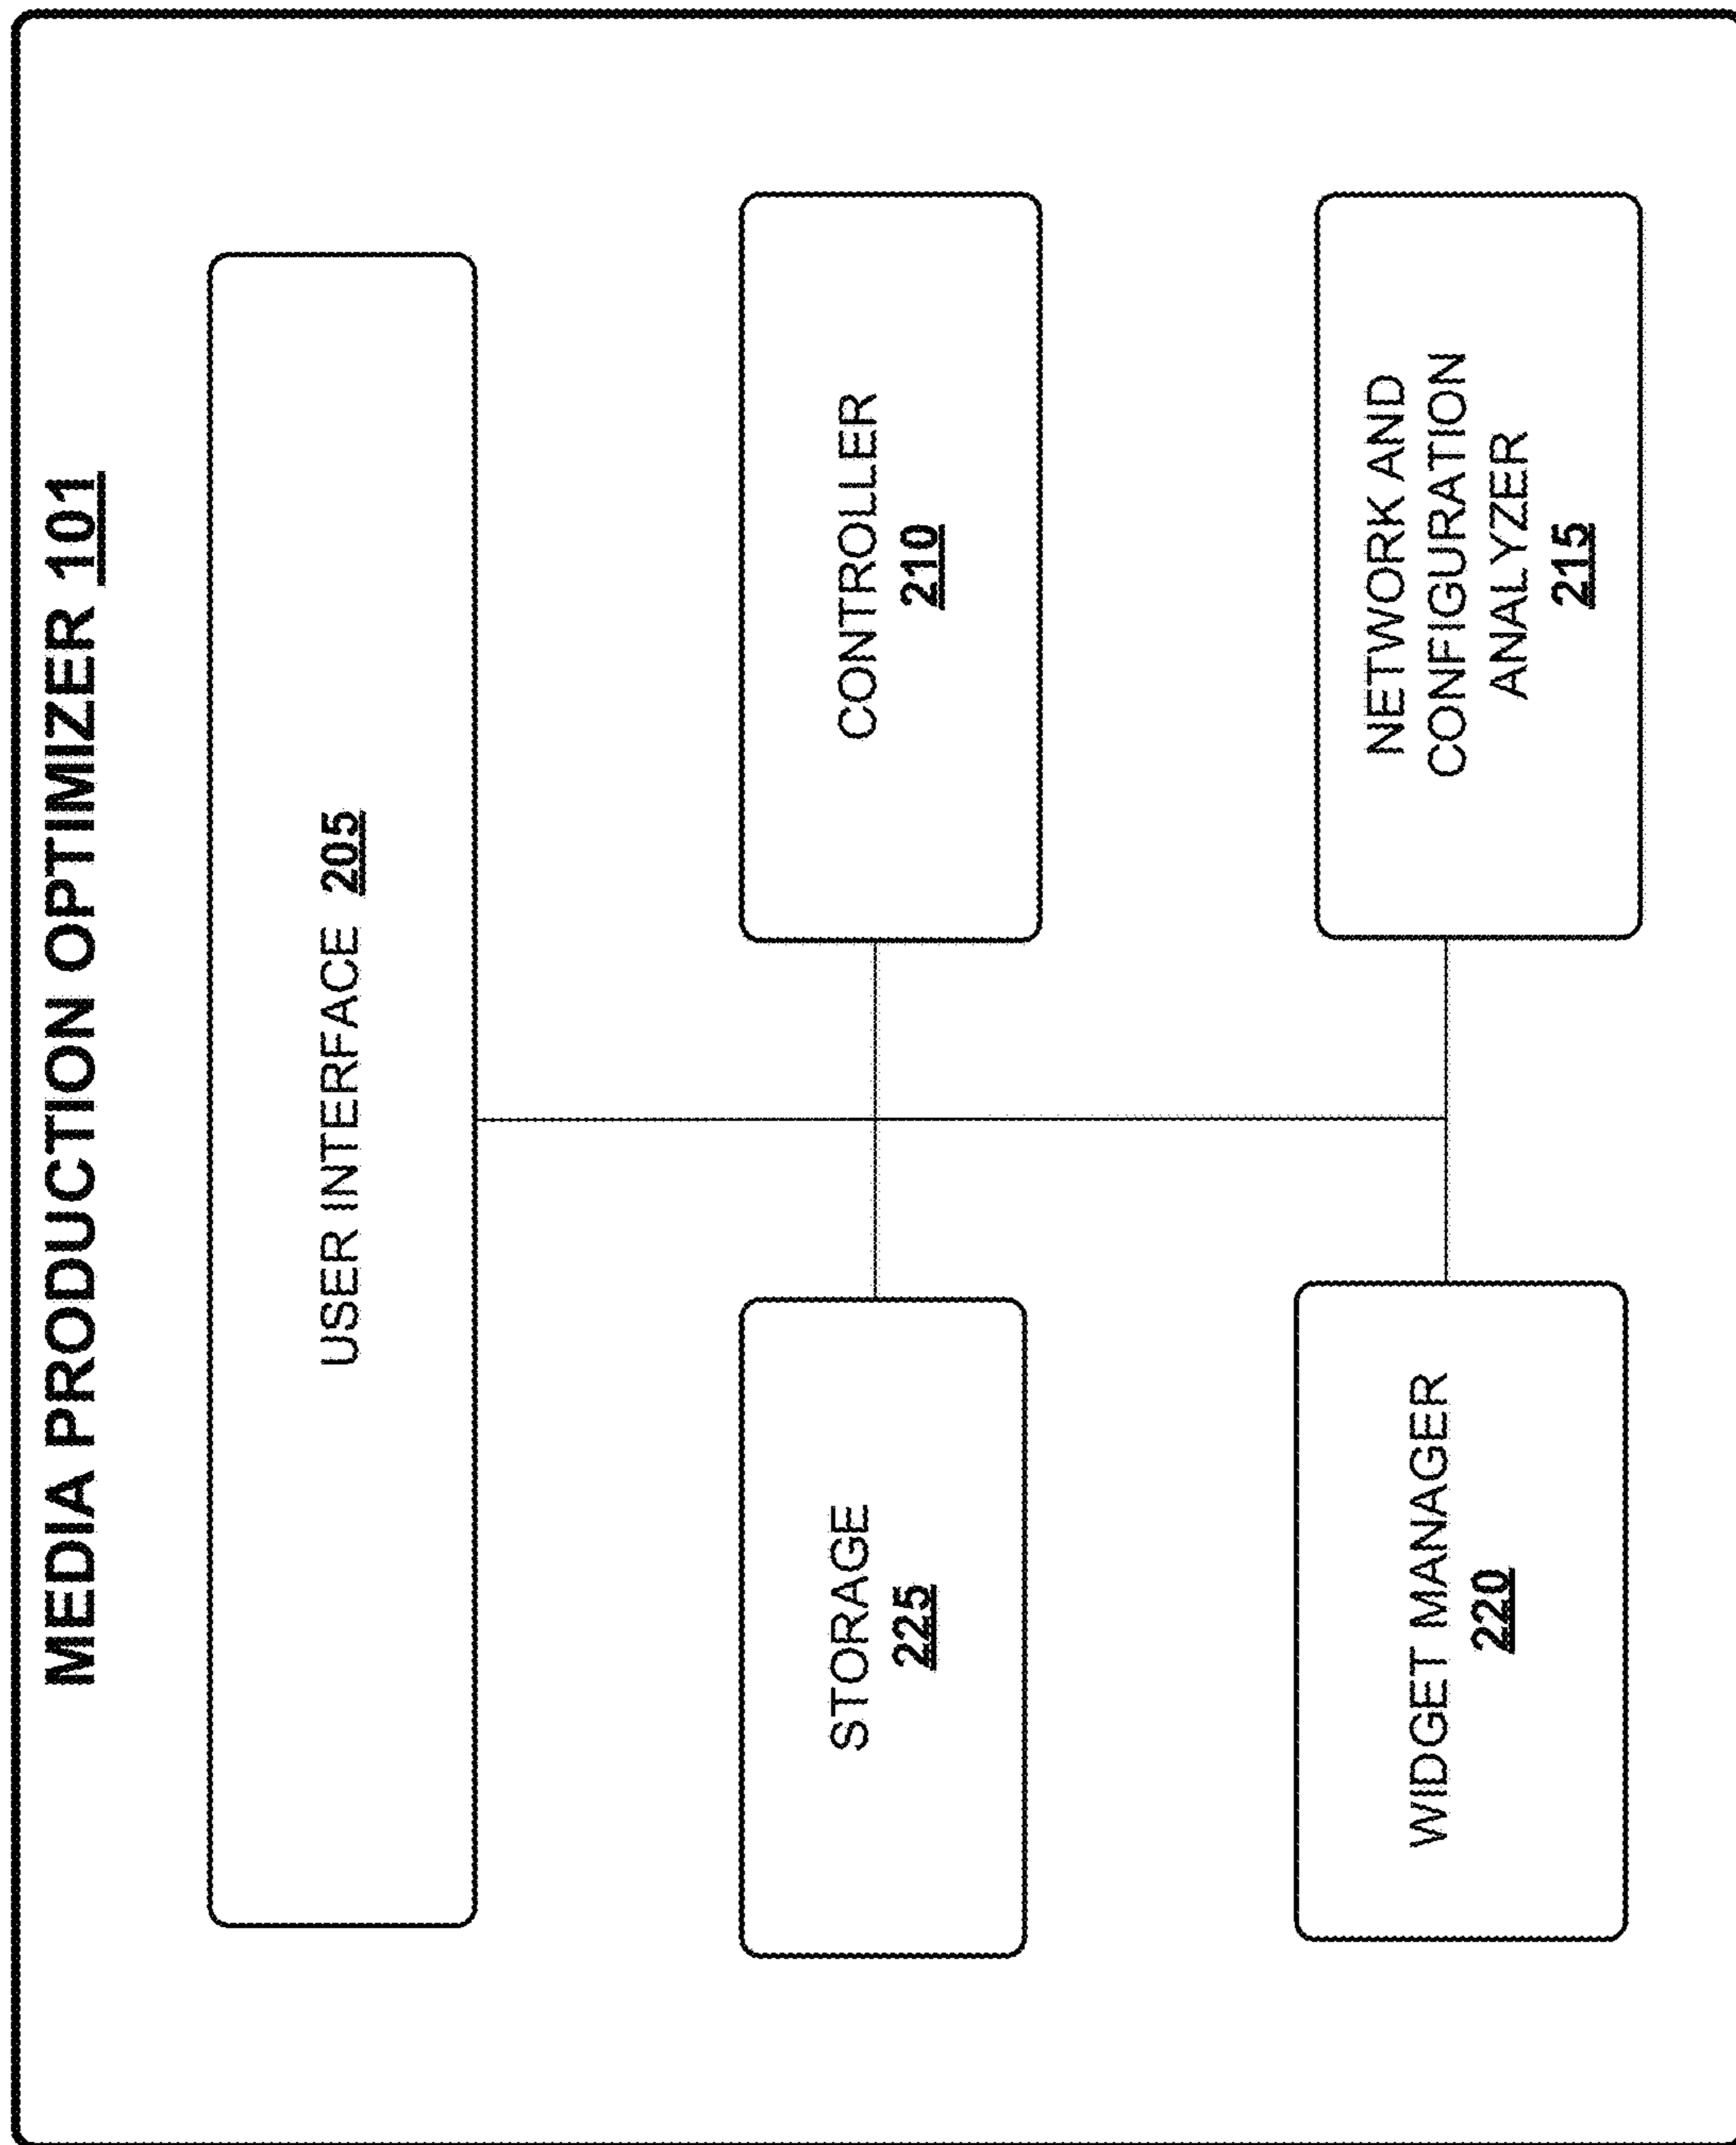 MEDIA PRODUCTION OPTIMIZER 101
USER INTERFACE 205
STORAGE
225
CONTROLLER
210
WIDGET MANAGER
220
NETWORK AND
CONFIGURATION
ANALYZER
215